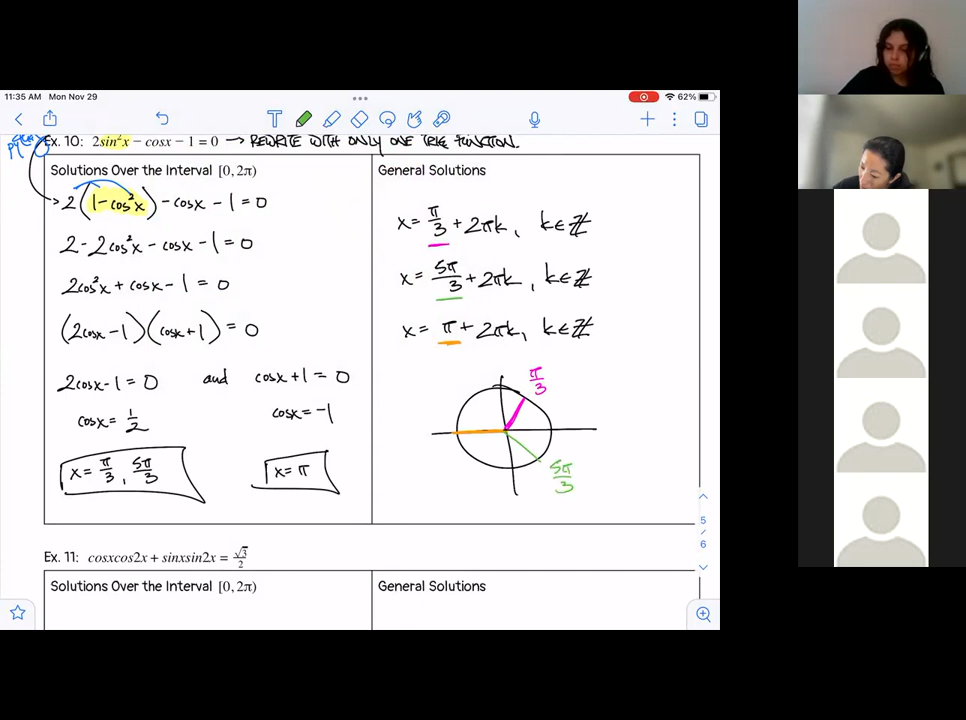 11:35 AM Mon Nov 29
62%
Ex. 10: 2sin²x − cosx − 1 = 0 → REWRITE WITH ONLY ONE TRIG FUNCTION.
Solutions Over the Interval [0, 2π)
2(1−cos²x) − cosx − 1 = 0
2 − 2cos²x − cosx − 1 = 0
2cos²x + cosx − 1 = 0
(2cosx − 1)(cosx + 1) = 0
2cosx − 1 = 0 and cosx + 1 = 0
cosx = 1/2 cosx = −1
x = π/3, 5π/3 x = π
General Solutions
x = π/3 + 2πk, k∈ℤ
x = 5π/3 + 2πk, k∈ℤ
x = π + 2πk, k∈ℤ
π/3
5π/3
5
/
6
Ex. 11: cosxcos2x + sinxsin2x = √3/2
Solutions Over the Interval [0, 2π)
General Solutions